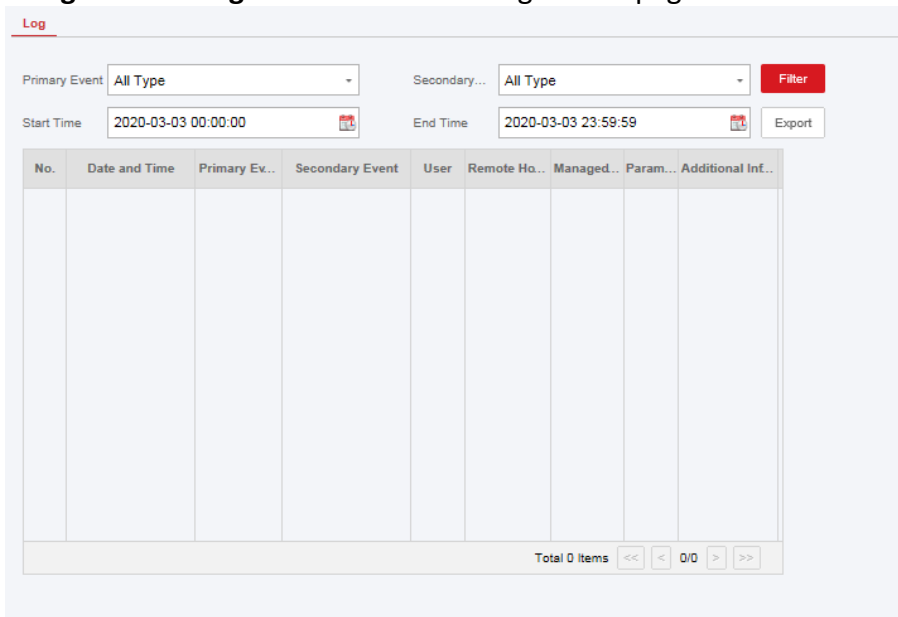 Log
Primary Event All Type Secondary... All Type Filter
Start Time 2020-03-03 00:00:00 End Time 2020-03-03 23:59:59 Export
No. Date and Time Primary Ev... Secondary Event User Remote Ho... Managed... Param... Additional Inf...
Total 0 Items << < 0/0 > >>